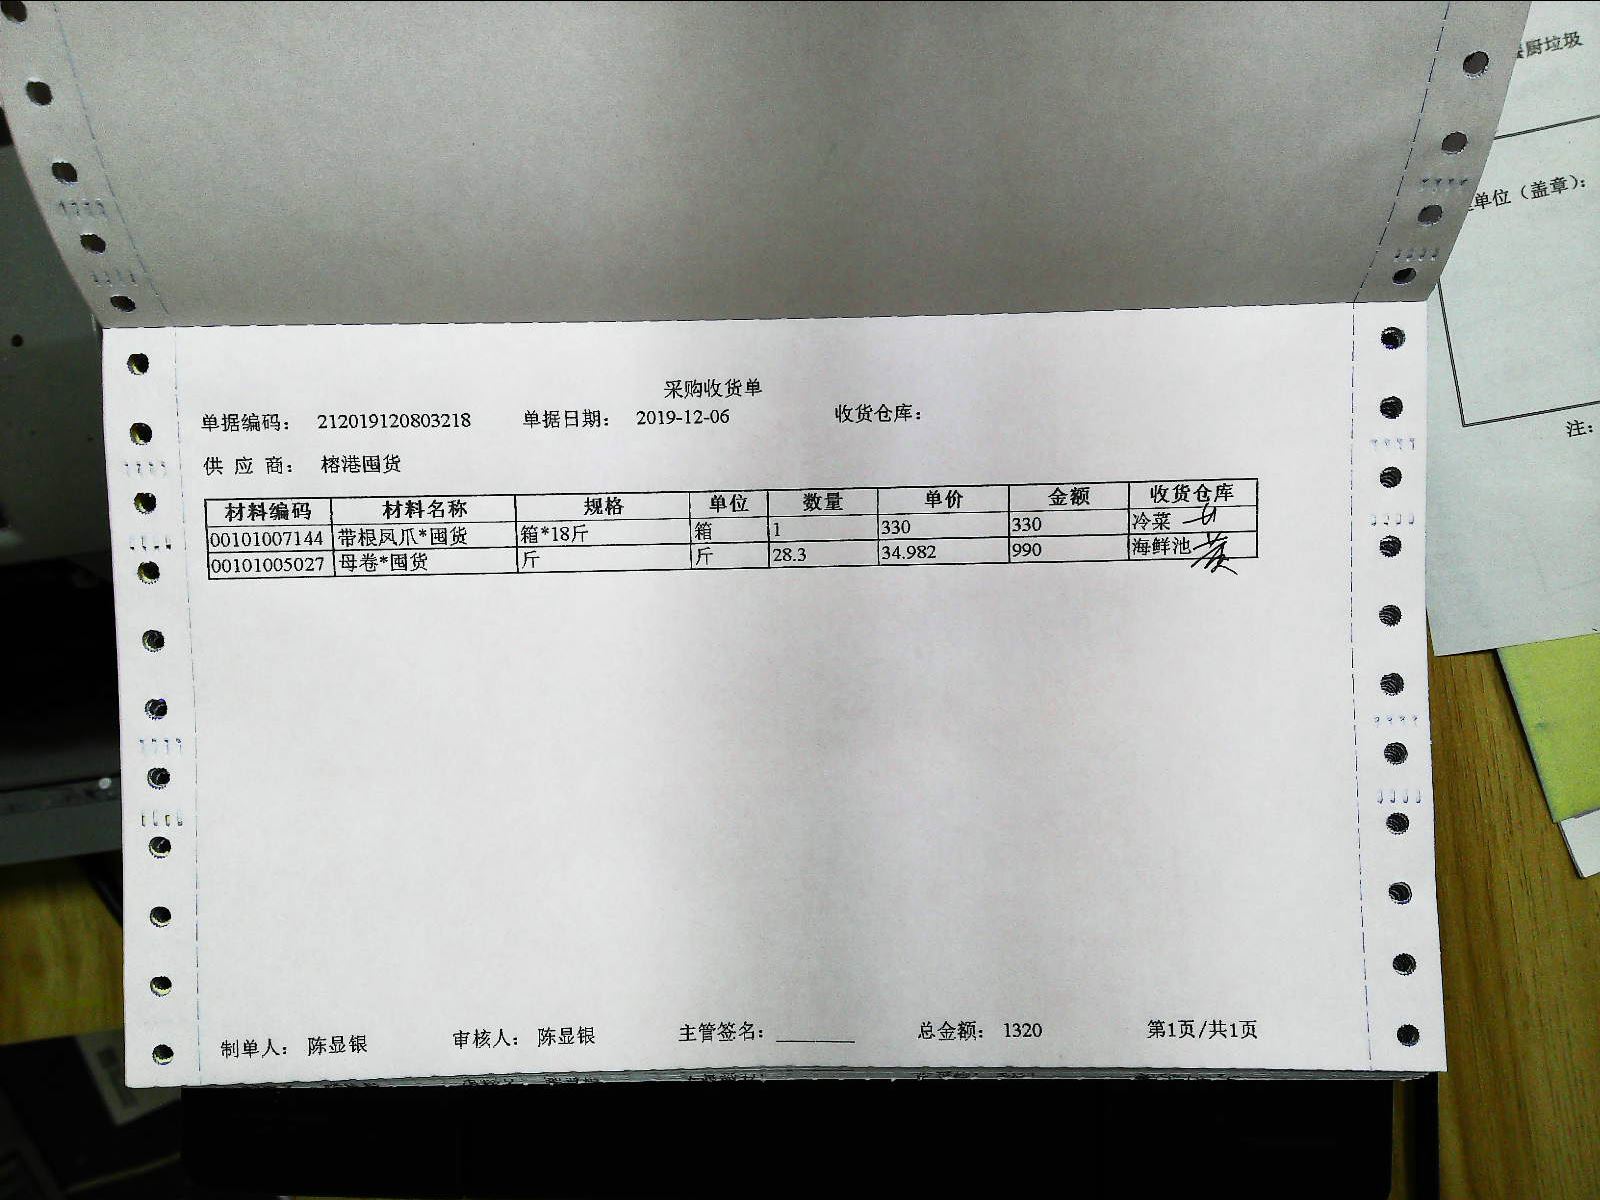 厨垃圾
单位（盖章）：
注：
采购收货单
单据编码： 212019120803218 单据日期： 2019-12-06 收货仓库：
供 应 商： 榕港囤货
材料编码 材料名称 规格 单位 数量 单价 金额 收货仓库
00101007144 带根凤爪*囤货 箱*18斤 箱 1 330 330 冷菜
00101005027 母卷*囤货 斤 斤 28.3 34.982 990 海鲜池
制单人： 陈显银 审核人： 陈显银 主管签名：________ 总金额： 1320 第1页/共1页